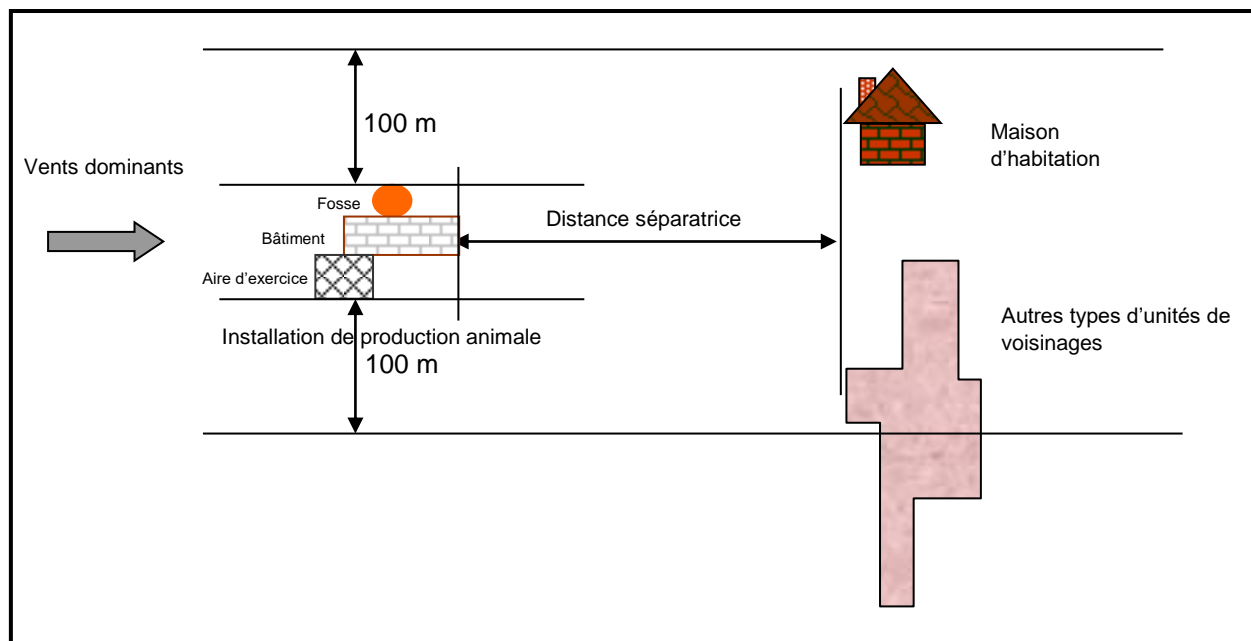 100 m
Maison
d'habitation
Vents dominants
Fosse
Distance séparatrice
Bâtiment
Aire d'exercice
Autres types d'unités de
voisinages
Installation de production animale
100 m